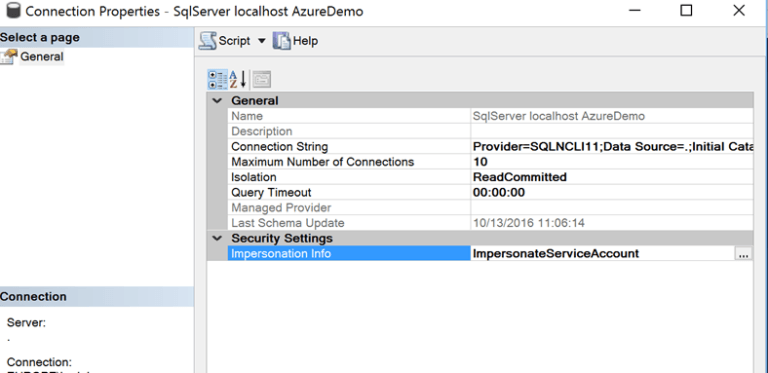 Connection Properties - SqlServer localhost AzureDemo
Select a page
General
Script Help
General
Name SqlServer localhost AzureDemo
Description
Connection String Provider=SQLNCLI11;Data Source=.;Initial Cata
Maximum Number of Connections 10
Isolation ReadCommitted
Query Timeout 00:00:00
Managed Provider
Last Schema Update 10/13/2016 11:06:14
Security Settings
Impersonation Info ImpersonateServiceAccount ...
Connection
Server:
.
Connection: